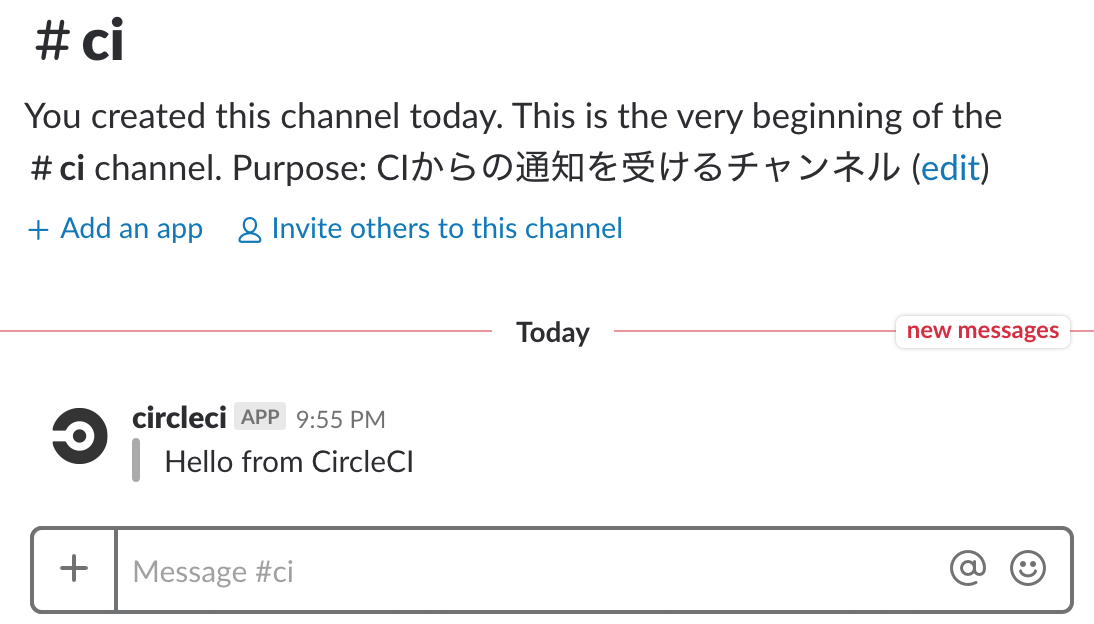 # ci
You created this channel today. This is the very beginning of the
# ci channel. Purpose: CIからの通知を受けるチャンネル (edit)
+ Add an app Invite others to this channel
Today new messages
circleci APP 9:55 PM
Hello from CircleCI
+ Message #ci @